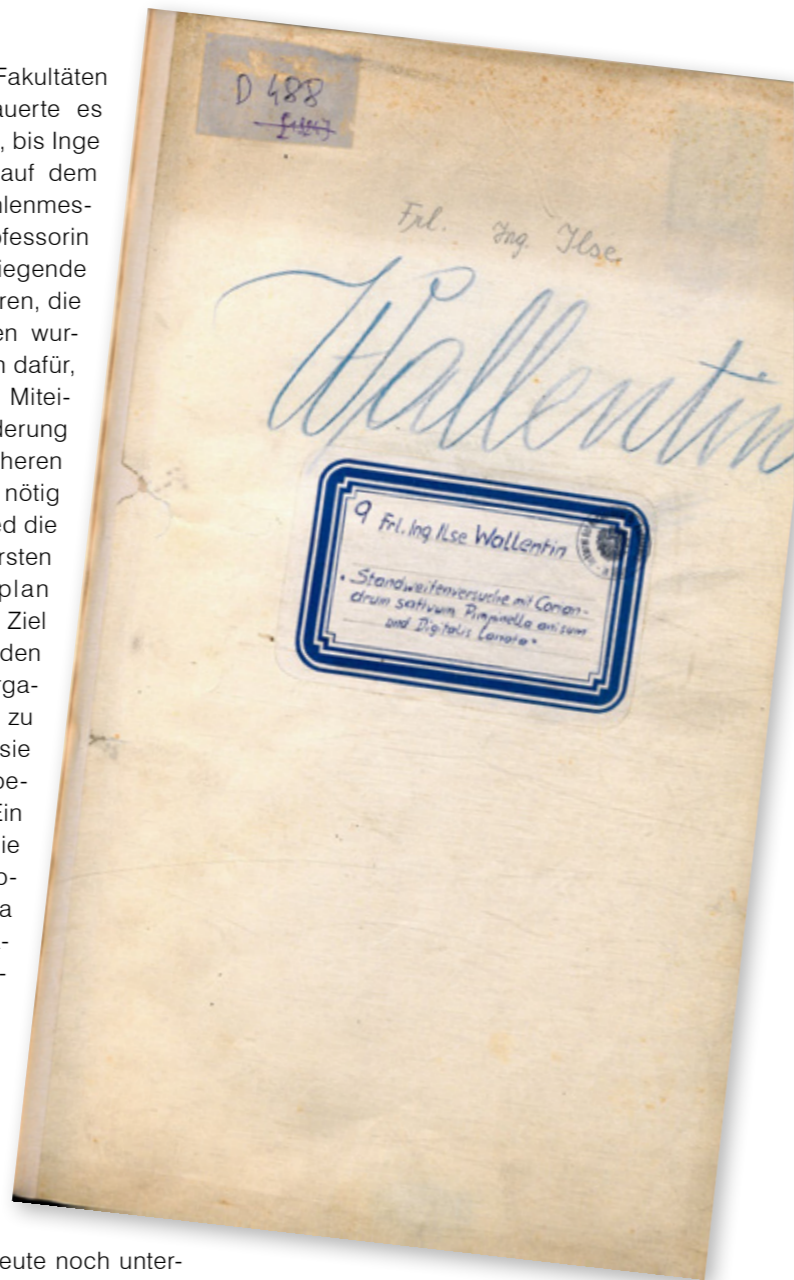 Fakultäten
auerte es
, bis Inge
auf dem
hlenmes-
ofessorin
iegende
ren, die
en wur-
n dafür,
Mitei-
derung
heren
nötig
ed die
rsten
plan
Ziel
den
rga-
zu
sie
be-
Ein
ie
o-
a
-
-
eute noch unter-
D 488
Frl. Ing. Ilse
Wallentin
9 Frl. Ing. Ilse Wallentin
"Standweitenversuche mit Corian-
drum sativum Pimpinella anisum
und Digitalis Lanata"